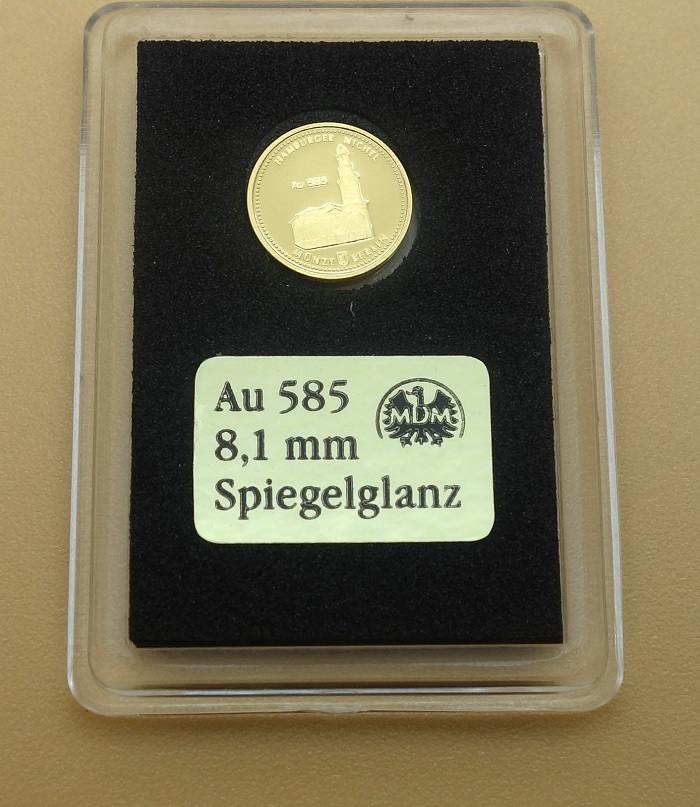 HAMBURGER MICHEL
Au 585
MÜNZE BERLIN
Au 585
MDM
8,1 mm
Spiegelglanz